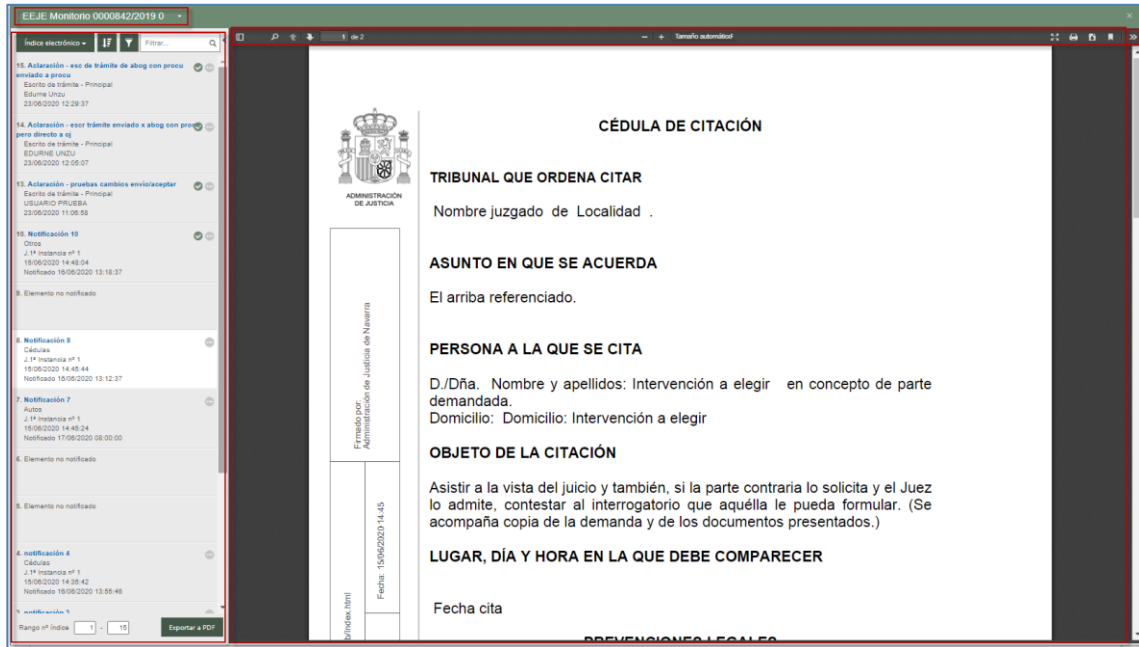 EEJE Monitorio 0000842/2019 0
Índice electrónico
Filtrar...
15. Aclaración - esc de trámite de abog con procu
enviado a procu
Escrito de trámite - Principal
Edurne Unzu
23/06/2020 12:29:37
14. Aclaración - escr trámite enviado x abog con pro
pero directo a oj
Escrito de trámite - Principal
EDURNE UNZU
23/06/2020 12:05:07
13. Aclaración - pruebas cambios envío/aceptar
Escrito de trámite - Principal
USUARIO PRUEBA
23/06/2020 11:06:58
10. Notificación 10
Otros
J.1ª Instancia nº 1
15/06/2020 14:48:04
Notificado 16/06/2020 13:18:37
9. Elemento no notificado
8. Notificación 8
Cédulas
J.1ª Instancia nº 1
15/06/2020 14:45:44
Notificado 16/06/2020 13:12:37
7. Notificación 7
Autos
J.1ª Instancia nº 1
15/06/2020 14:45:24
Notificado 17/06/2020 08:00:00
6. Elemento no notificado
5. Elemento no notificado
4. notificación 4
Cédulas
J.1ª Instancia nº 1
15/06/2020 14:35:42
Notificado 16/06/2020 13:55:46
notificación 3
Rango nº índice 1 - 15
Exportar a PDF
1 de 2
Tamaño automático
ADMINISTRACIÓN
DE JUSTICIA
Firmado por:
Administración de Justicia de Navarra
Fecha: 15/06/2020 14:45
b/index.html
CÉDULA DE CITACIÓN
TRIBUNAL QUE ORDENA CITAR
Nombre juzgado de Localidad .
ASUNTO EN QUE SE ACUERDA
El arriba referenciado.
PERSONA A LA QUE SE CITA
D./Dña. Nombre y apellidos: Intervención a elegir en concepto de parte
demandada.
Domicilio: Domicilio: Intervención a elegir
OBJETO DE LA CITACIÓN
Asistir a la vista del juicio y también, si la parte contraria lo solicita y el Juez
lo admite, contestar al interrogatorio que aquélla le pueda formular. (Se
acompaña copia de la demanda y de los documentos presentados.)
LUGAR, DÍA Y HORA EN LA QUE DEBE COMPARECER
Fecha cita
PREVENCIONES LEGALES